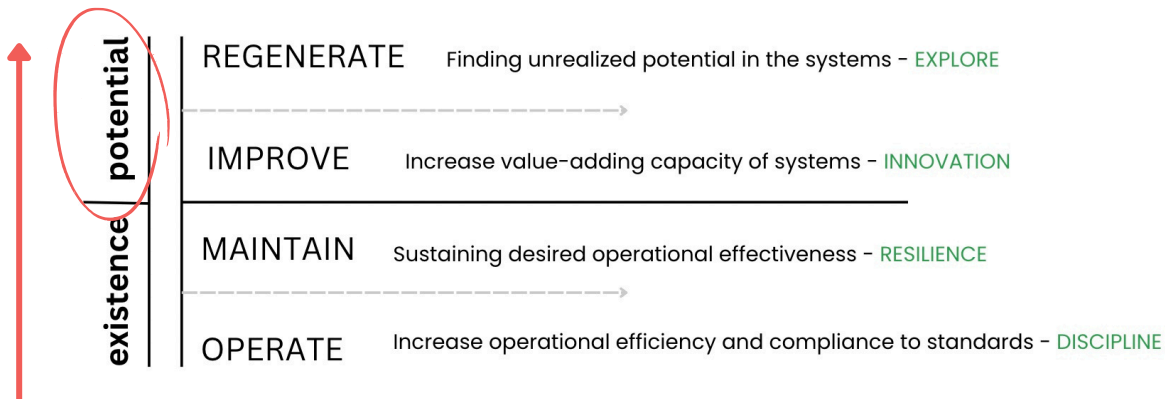 potential
REGENERATE Finding unrealized potential in the systems - EXPLORE
IMPROVE Increase value-adding capacity of systems - INNOVATION
existence
MAINTAIN Sustaining desired operational effectiveness - RESILIENCE
OPERATE Increase operational efficiency and compliance to standards - DISCIPLINE